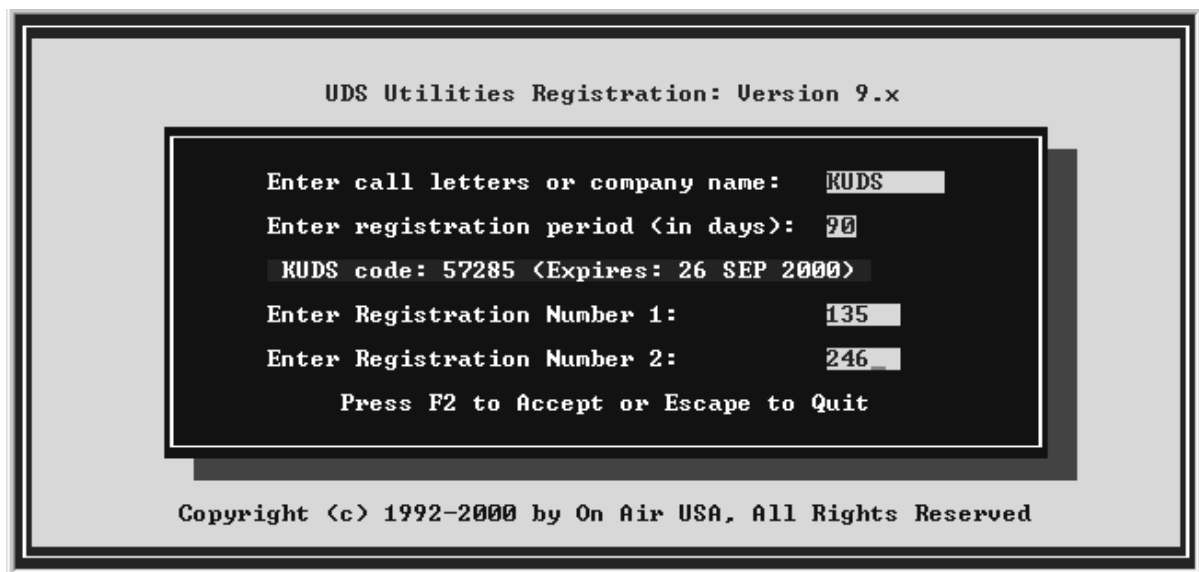 UDS Utilities Registration: Version 9.x
Enter call letters or company name: KUDS
Enter registration period (in days): 90
KUDS code: 57285 (Expires: 26 SEP 2000)
Enter Registration Number 1: 135
Enter Registration Number 2: 246_
Press F2 to Accept or Escape to Quit
Copyright (c) 1992-2000 by On Air USA, All Rights Reserved